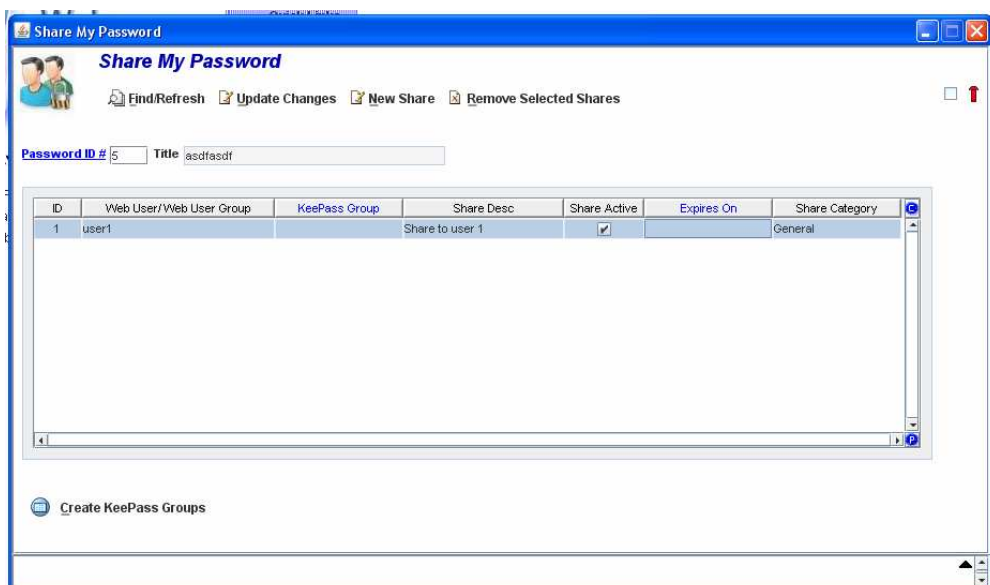 Share My Password
Share My Password
Find/Refresh Update Changes New Share Remove Selected Shares
Password ID # 5 Title asdfasdf
ID Web User/Web User Group KeePass Group Share Desc Share Active Expires On Share Category C
1 user1 Share to user 1 General
P
Create KeePass Groups